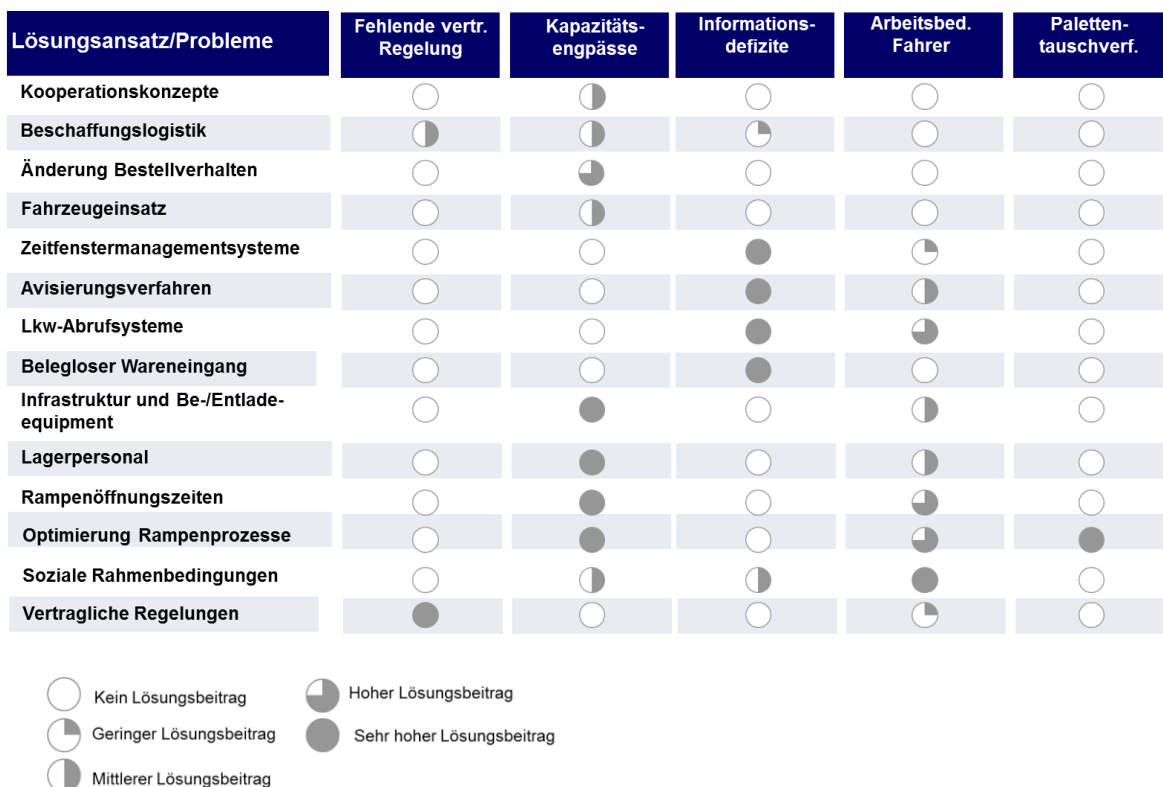 Lösungsansatz/Probleme
Fehlende vertr.
Regelung
Kapazitäts-
engpässe
Informations-
defizite
Arbeitsbed.
Fahrer
Paletten-
tauschverf.
Kooperationskonzepte
Beschaffungslogistik
Änderung Bestellverhalten
Fahrzeugeinsatz
Zeitfenstermanagementsysteme
Avisierungsverfahren
Lkw-Abrufsysteme
Belegloser Wareneingang
Infrastruktur und Be-/Entlade-
equipment
Lagerpersonal
Rampenöffnungszeiten
Optimierung Rampenprozesse
Soziale Rahmenbedingungen
Vertragliche Regelungen
Kein Lösungsbeitrag
Geringer Lösungsbeitrag
Mittlerer Lösungsbeitrag
Hoher Lösungsbeitrag
Sehr hoher Lösungsbeitrag